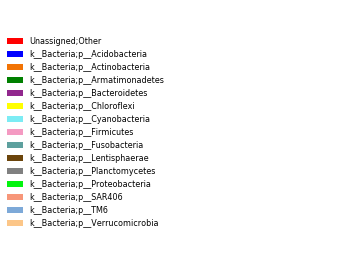 Unassigned;Other
k__Bacteria;p__Acidobacteria
k__Bacteria;p__Actinobacteria
k__Bacteria;p__Armatimonadetes
k__Bacteria;p__Bacteroidetes
k__Bacteria;p__Chloroflexi
k__Bacteria;p__Cyanobacteria
k__Bacteria;p__Firmicutes
k__Bacteria;p__Fusobacteria
k__Bacteria;p__Lentisphaerae
k__Bacteria;p__Planctomycetes
k__Bacteria;p__Proteobacteria
k__Bacteria;p__SAR406
k__Bacteria;p__TM6
k__Bacteria;p__Verrucomicrobia